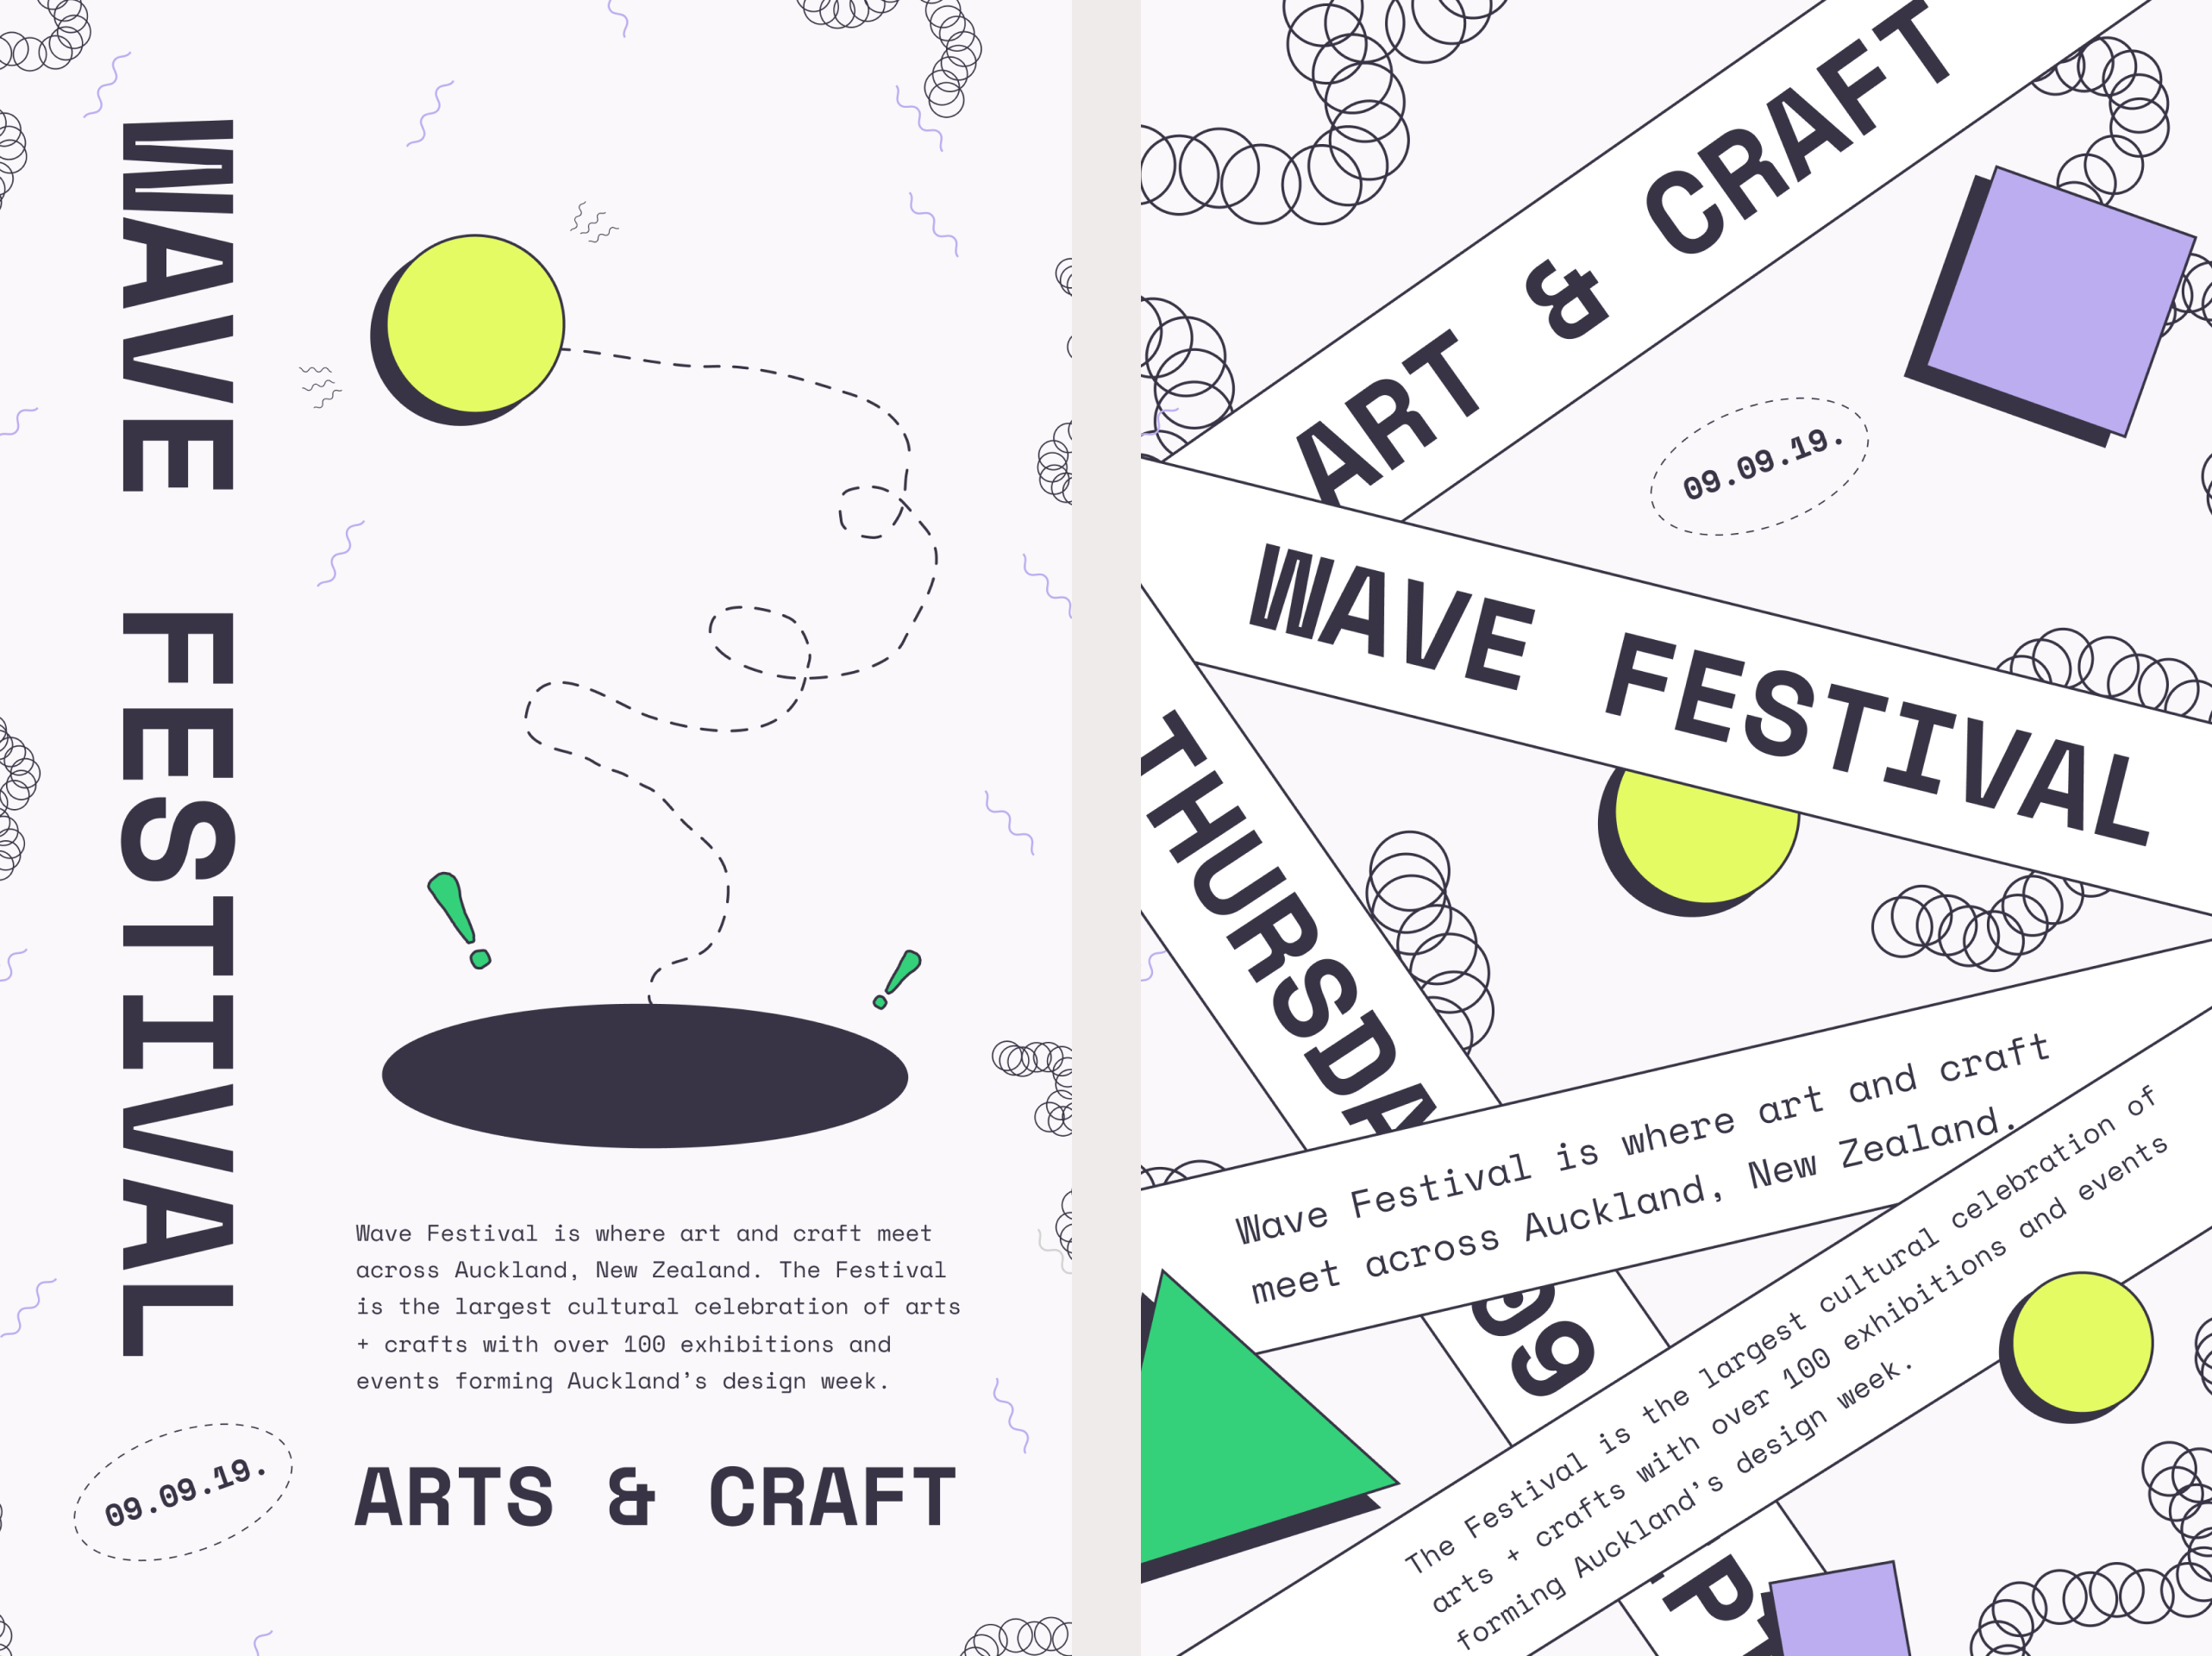 WAVE FESTIVAL
Wave Festival is where art and craft meet
across Auckland, New Zealand. The Festival
is the largest cultural celebration of arts
+ crafts with over 100 exhibitions and
events forming Auckland’s design week.
09.09.19.
ARTS & CRAFT
ART & CRAFT
09.09.19.
WAVE FESTIVAL
THURSDA
Wave Festival is where art and craft
meet across Auckland, New Zealand.
09
The Festival is the largest cultural celebration of
arts + crafts with over 100 exhibitions and events
forming Auckland’s design week.